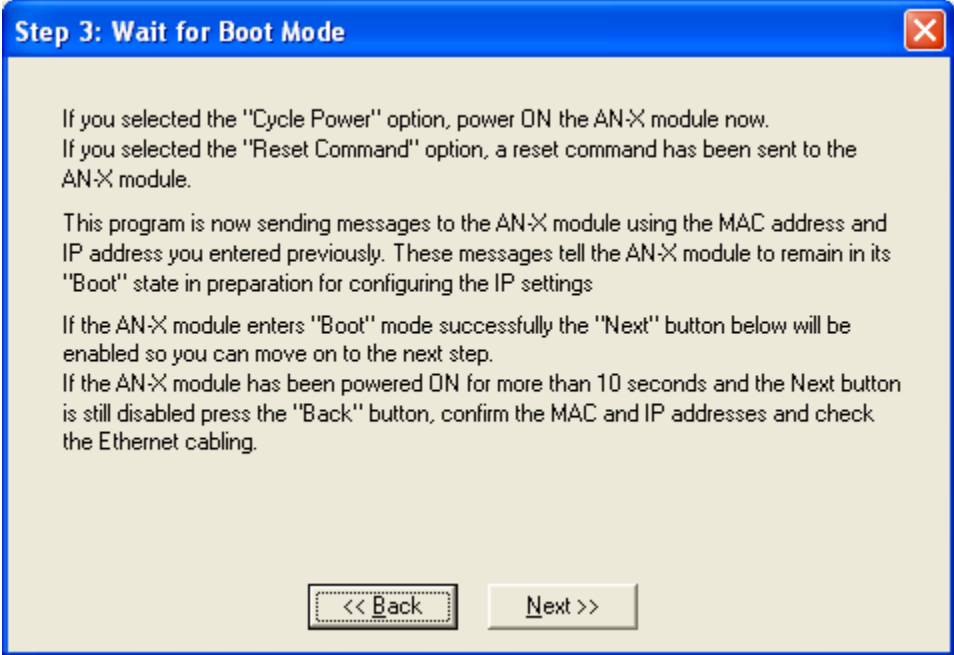 Step 3: Wait for Boot Mode
If you selected the "Cycle Power" option, power ON the AN-X module now.
If you selected the "Reset Command" option, a reset command has been sent to the
AN-X module.
This program is now sending messages to the AN-X module using the MAC address and
IP address you entered previously. These messages tell the AN-X module to remain in its
"Boot" state in preparation for configuring the IP settings
If the AN-X module enters "Boot" mode successfully the "Next" button below will be
enabled so you can move on to the next step.
If the AN-X module has been powered ON for more than 10 seconds and the Next button
is still disabled press the "Back" button, confirm the MAC and IP addresses and check
the Ethernet cabling.
<< Back Next >>